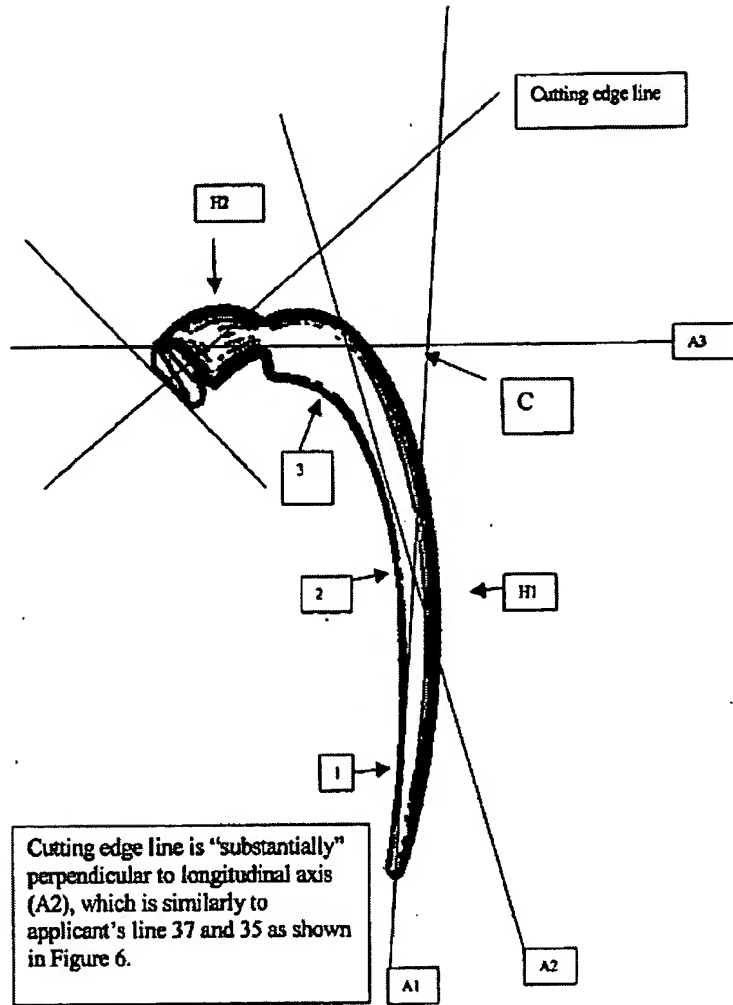 Cutting edge line
H2
A3
C
3
2
H1
1
Cutting edge line is “substantially”
perpendicular to longitudinal axis
(A2), which is similarly to
applicant’s line 37 and 35 as shown
in Figure 6.
A2
A1